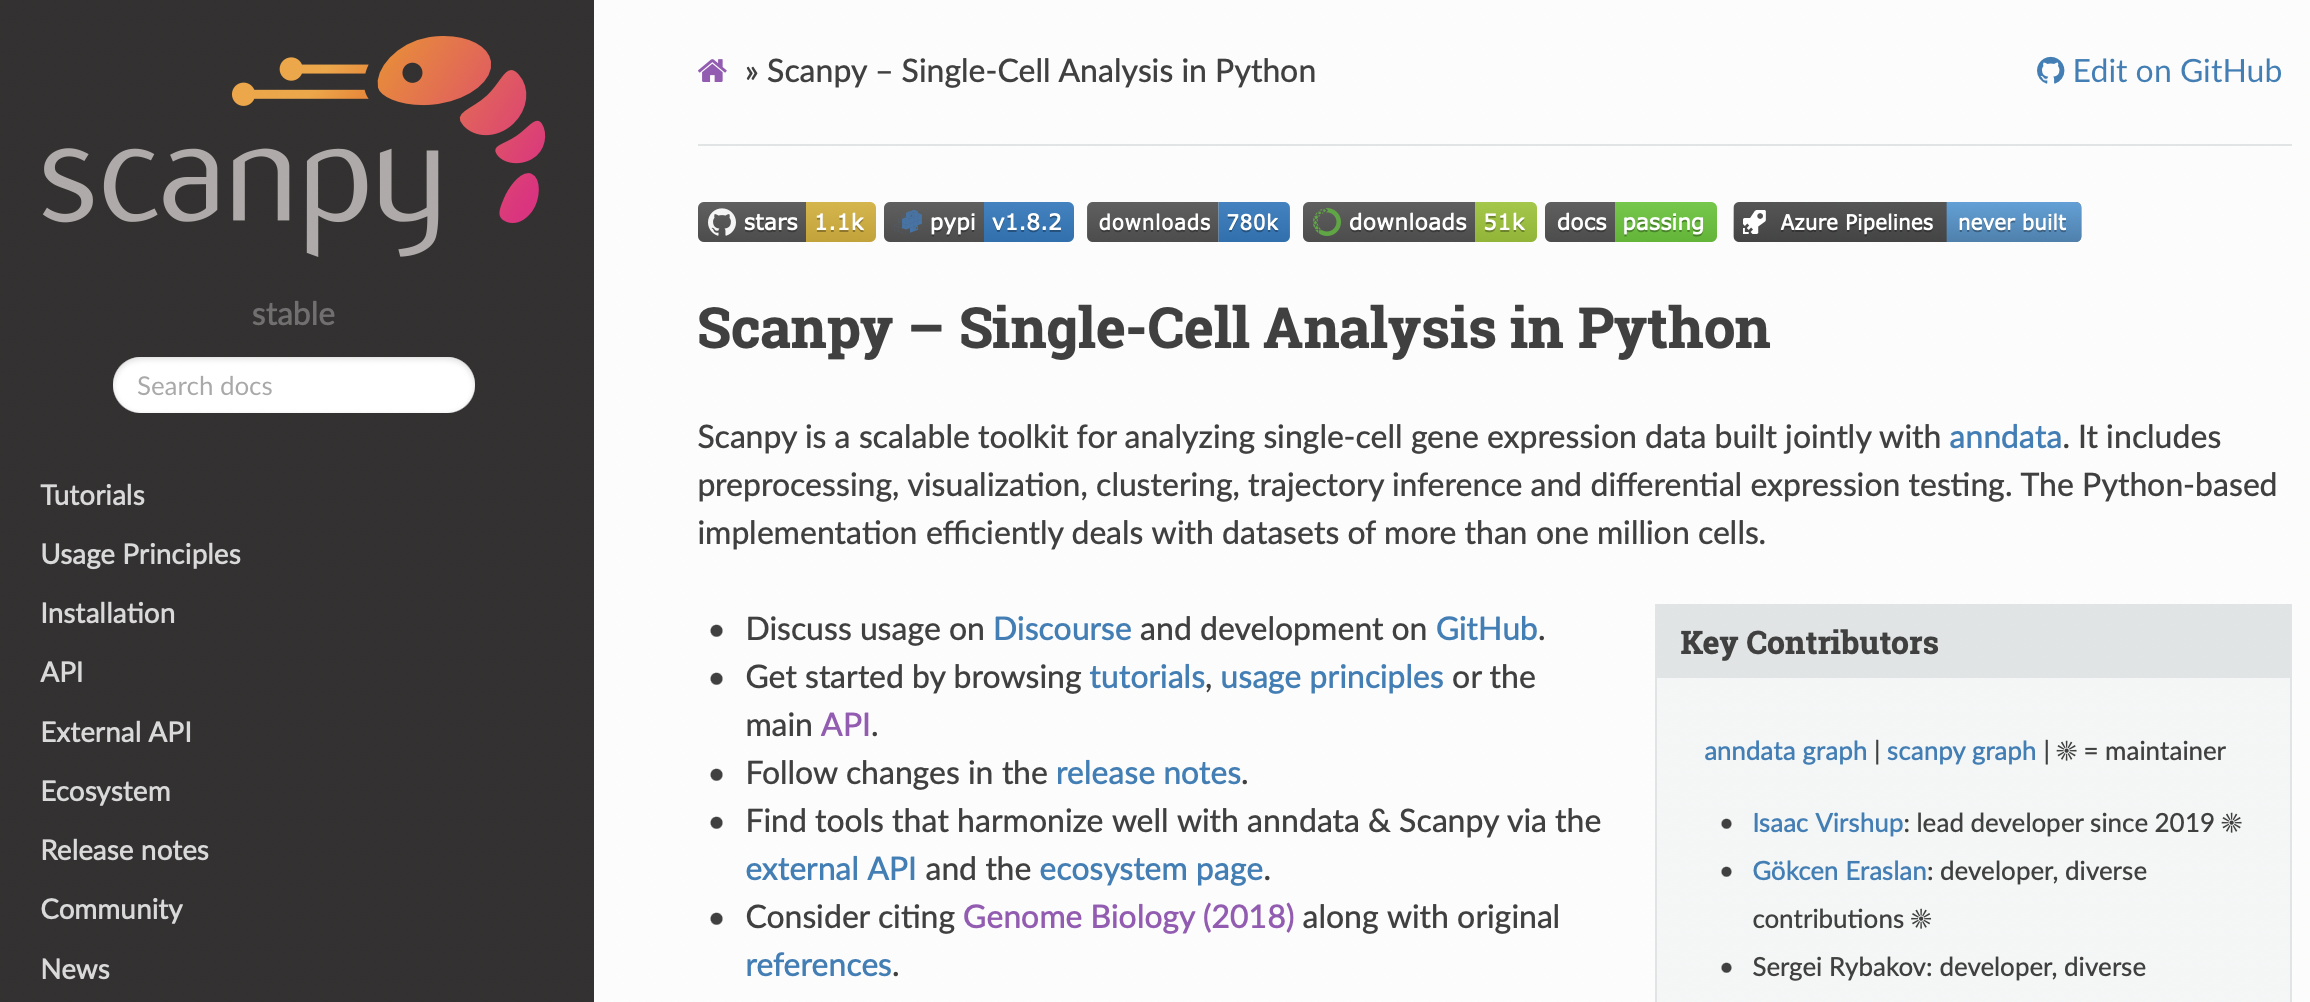 scanpy
stable
Search docs
Tutorials
Usage Principles
Installation
API
External API
Ecosystem
Release notes
Community
News
» Scanpy – Single-Cell Analysis in Python
Edit on GitHub
stars 1.1k pypi v1.8.2 downloads 780k downloads 51k docs passing Azure Pipelines never built
Scanpy – Single-Cell Analysis in Python
Scanpy is a scalable toolkit for analyzing single-cell gene expression data built jointly with anndata. It includes
preprocessing, visualization, clustering, trajectory inference and differential expression testing. The Python-based
implementation efficiently deals with datasets of more than one million cells.
• Discuss usage on Discourse and development on GitHub.
• Get started by browsing tutorials, usage principles or the
main API.
• Follow changes in the release notes.
• Find tools that harmonize well with anndata & Scanpy via the
external API and the ecosystem page.
• Consider citing Genome Biology (2018) along with original
references.
Key Contributors
anndata graph | scanpy graph | ☀ = maintainer
• Isaac Virshup: lead developer since 2019 ☀
• Gökcen Eraslan: developer, diverse
contributions ☀
• Sergei Rybakov: developer, diverse